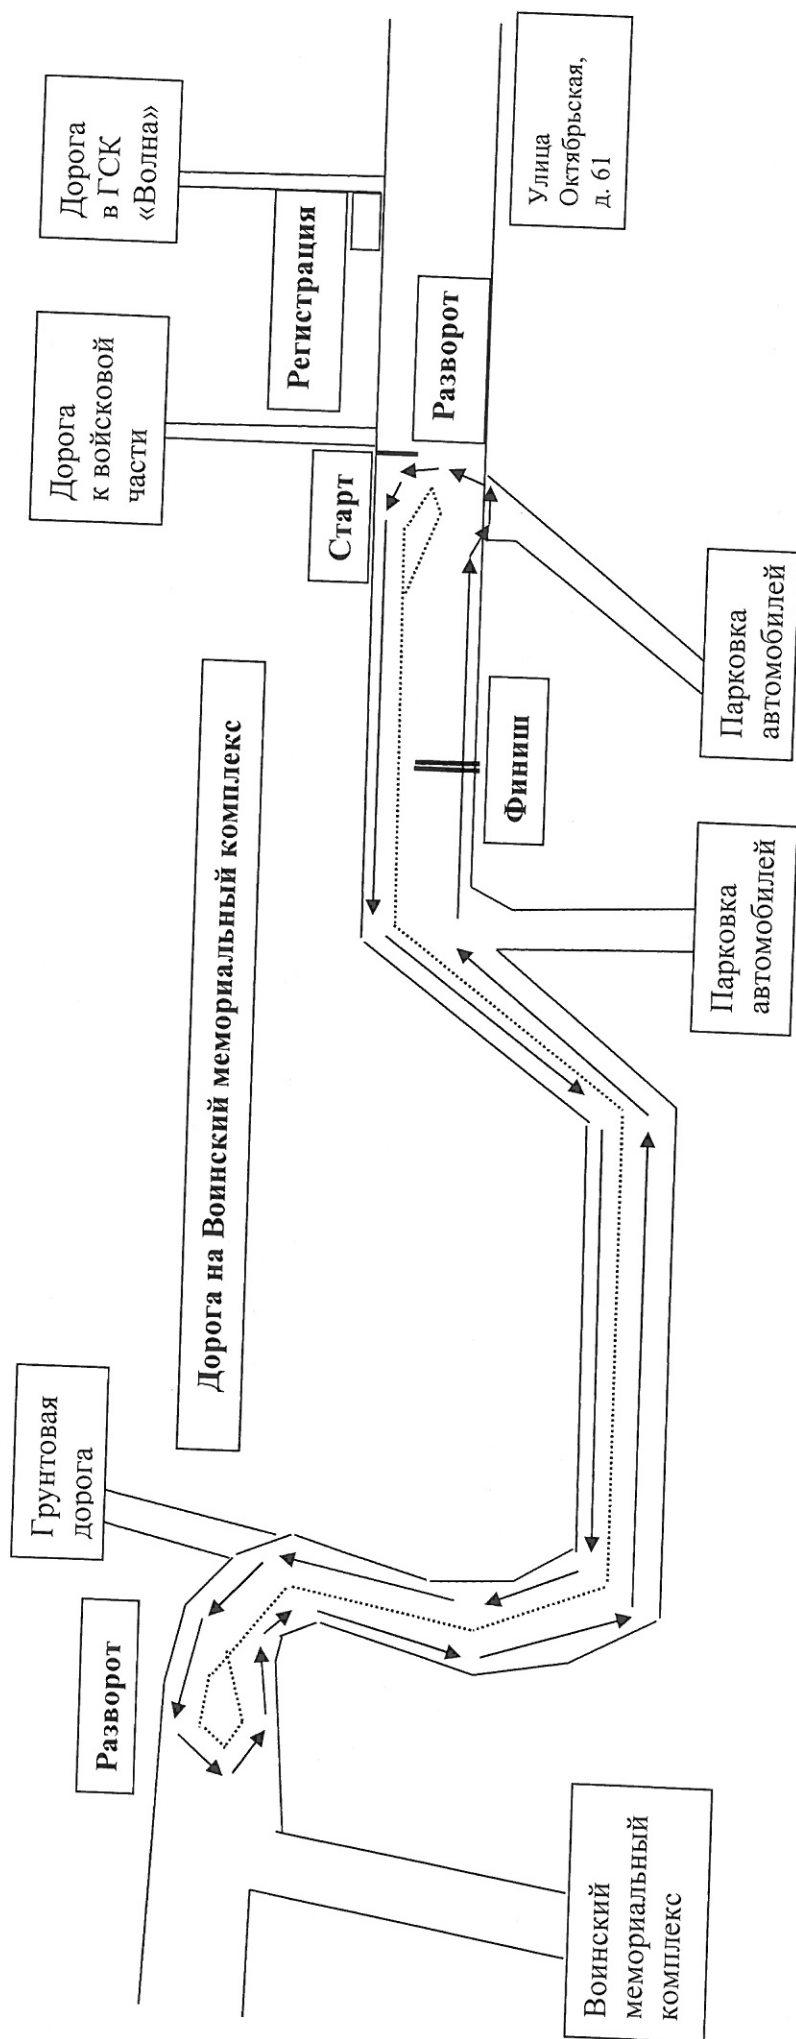 Разворот
Грунтовая
дорога
Дорога на Воинский мемориальный комплекс
Дорога
к войсковой
части
Дорога
в ГСК
«Волна»
Регистрация
Старт
Разворот
Финиш
Улица
Октябрьская,
д. 61
Воинский
мемориальный
комплекс
Парковка
автомобилей
Парковка
автомобилей